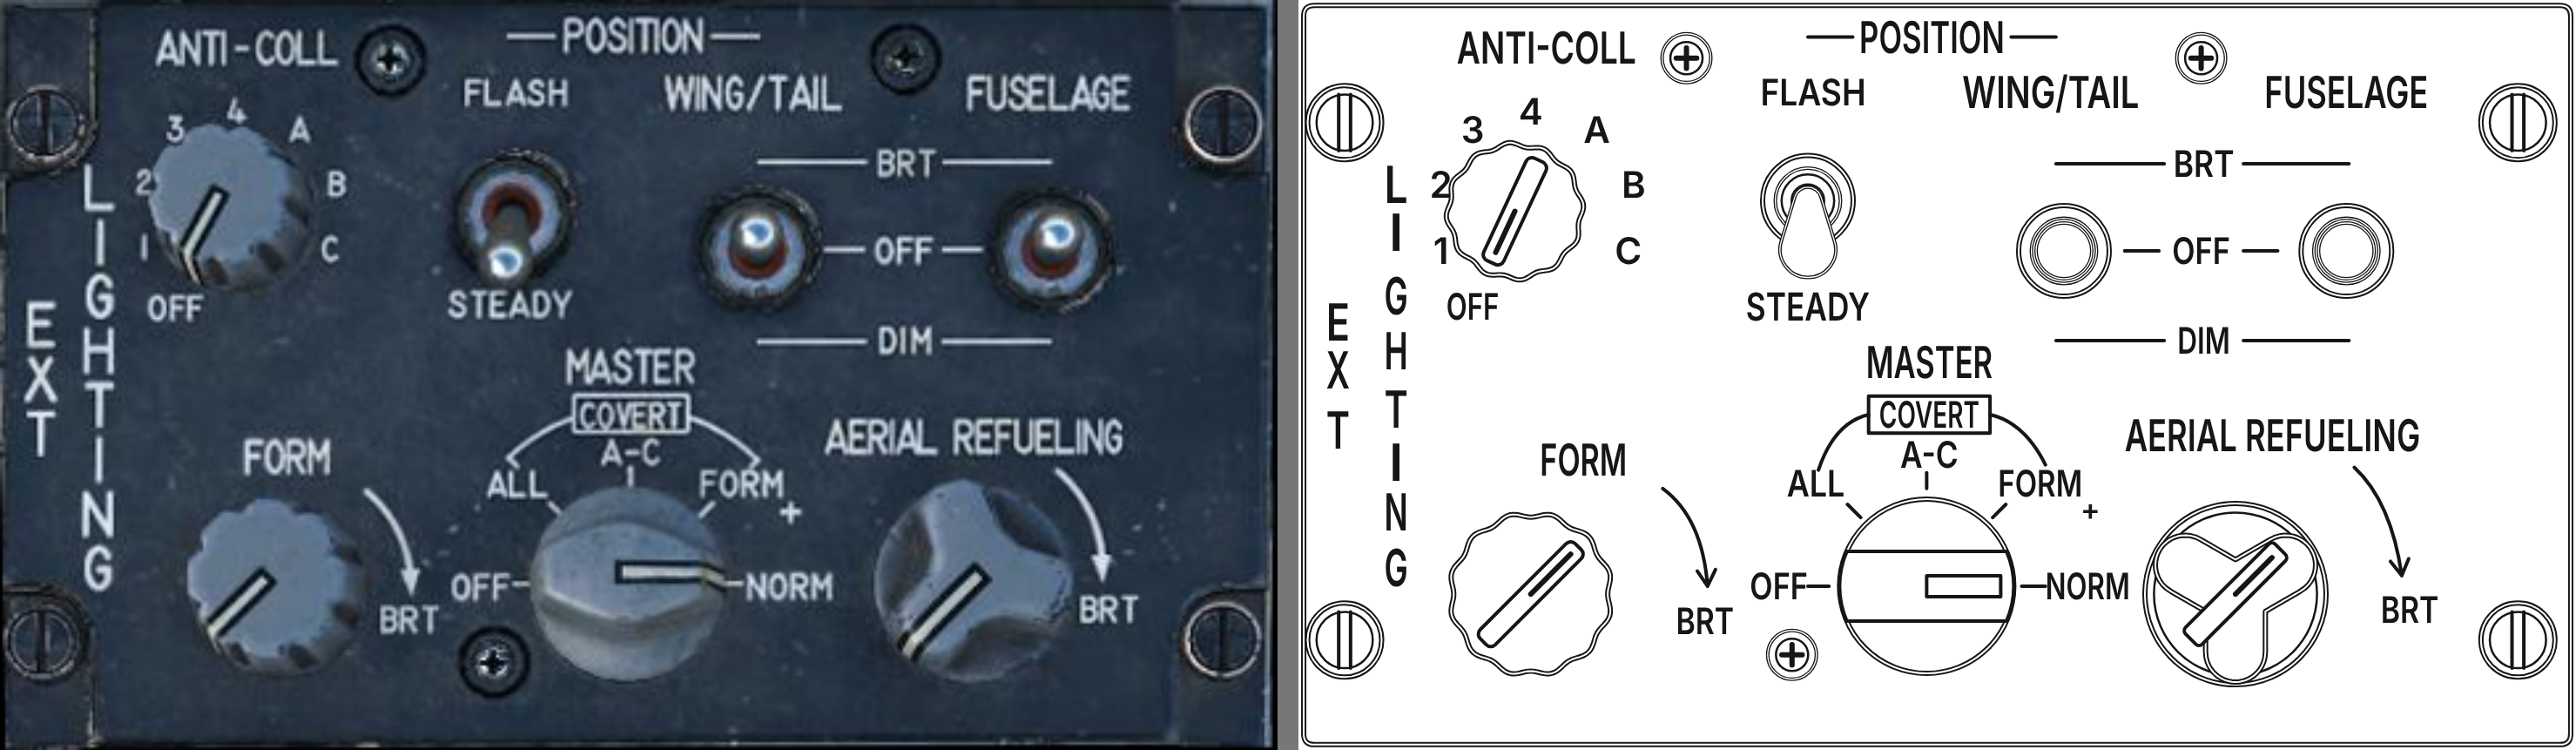 ANTI-COLL
—POSITION—
FLASH
WING/TAIL
FUSELAGE
3
4
A
2
B
1
C
OFF
STEADY
BRT
OFF
DIM
EXT
LIGHTING
MASTER
COVERT
A-C
ALL
FORM
+
OFF
NORM
FORM
BRT
AERIAL REFUELING
BRT
ANTI-COLL
—POSITION—
FLASH
WING/TAIL
FUSELAGE
3
4
A
2
B
1
C
OFF
STEADY
BRT
OFF
DIM
EXT
LIGHTING
MASTER
COVERT
A-C
ALL
FORM
+
OFF
NORM
FORM
BRT
AERIAL REFUELING
BRT